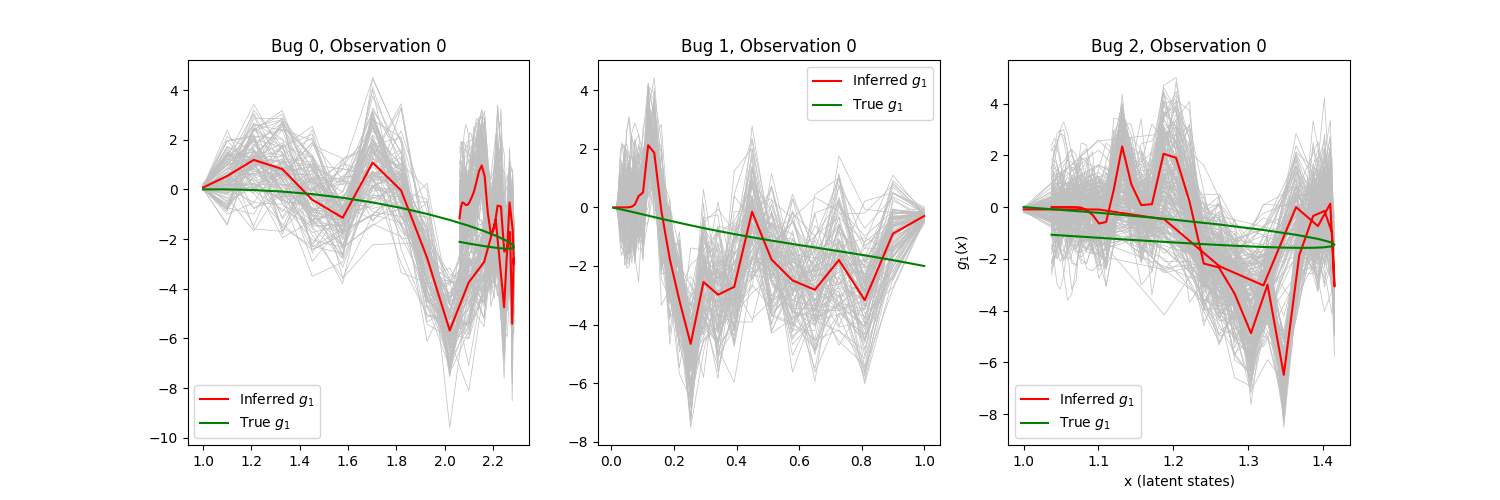 Bug 0, Observation 0
4
2
0
−2
−4
−6
−8
−10
1.0 1.2 1.4 1.6 1.8 2.0 2.2
Inferred g₁
True g₁
Bug 1, Observation 0
4
2
0
−2
−4
−6
−8
0.0 0.2 0.4 0.6 0.8 1.0
Inferred g₁
True g₁
Bug 2, Observation 0
g₁(x)
4
2
0
−2
−4
−6
−8
1.0 1.1 1.2 1.3 1.4
x (latent states)
Inferred g₁
True g₁